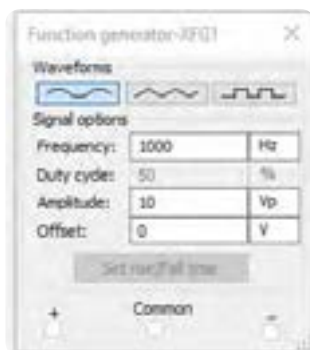 Function generator-XFG1
Waveforms
Signal options
Frequency: 1000 Hz
Duty cycle: 50 %
Amplitude: 10 Vp
Offset: 0 V
Set rise/Fall time
+ Common -